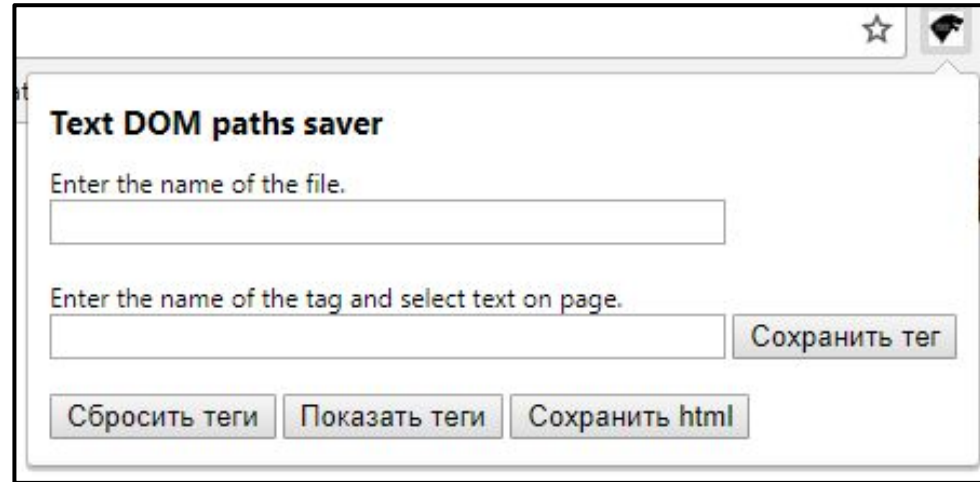 at
Text DOM paths saver
Enter the name of the file.
Enter the name of the tag and select text on page.
Сохранить тег
Сбросить теги Показать теги Сохранить html